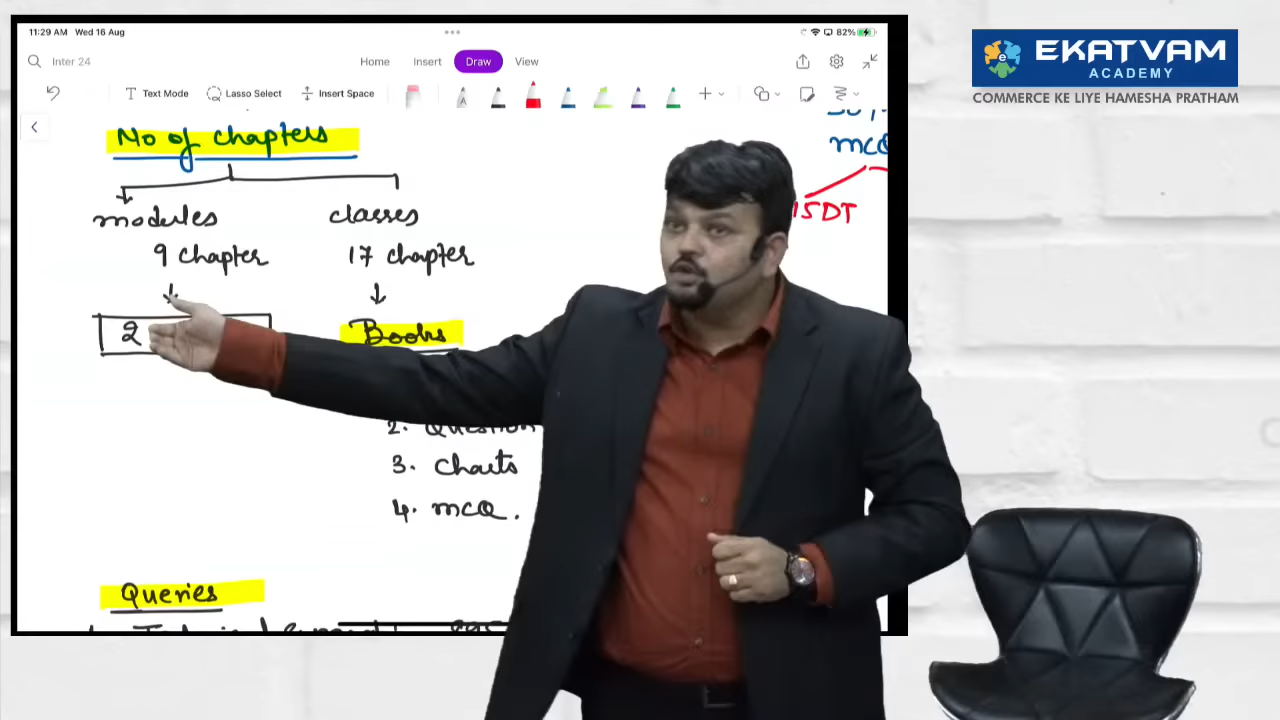 11:29 AM Wed 16 Aug
82%
Inter 24
Home Insert Draw View
Text Mode Lasso Select Insert Space
EKATVAM
ACADEMY
COMMERCE KE LIYE HAMESHA PRATHAM
No of chapters
modules classes
9 chapter 17 chapter
2 Books
2. Question
3. Charts
4. MCQ.
MCQ
15DT
Queries